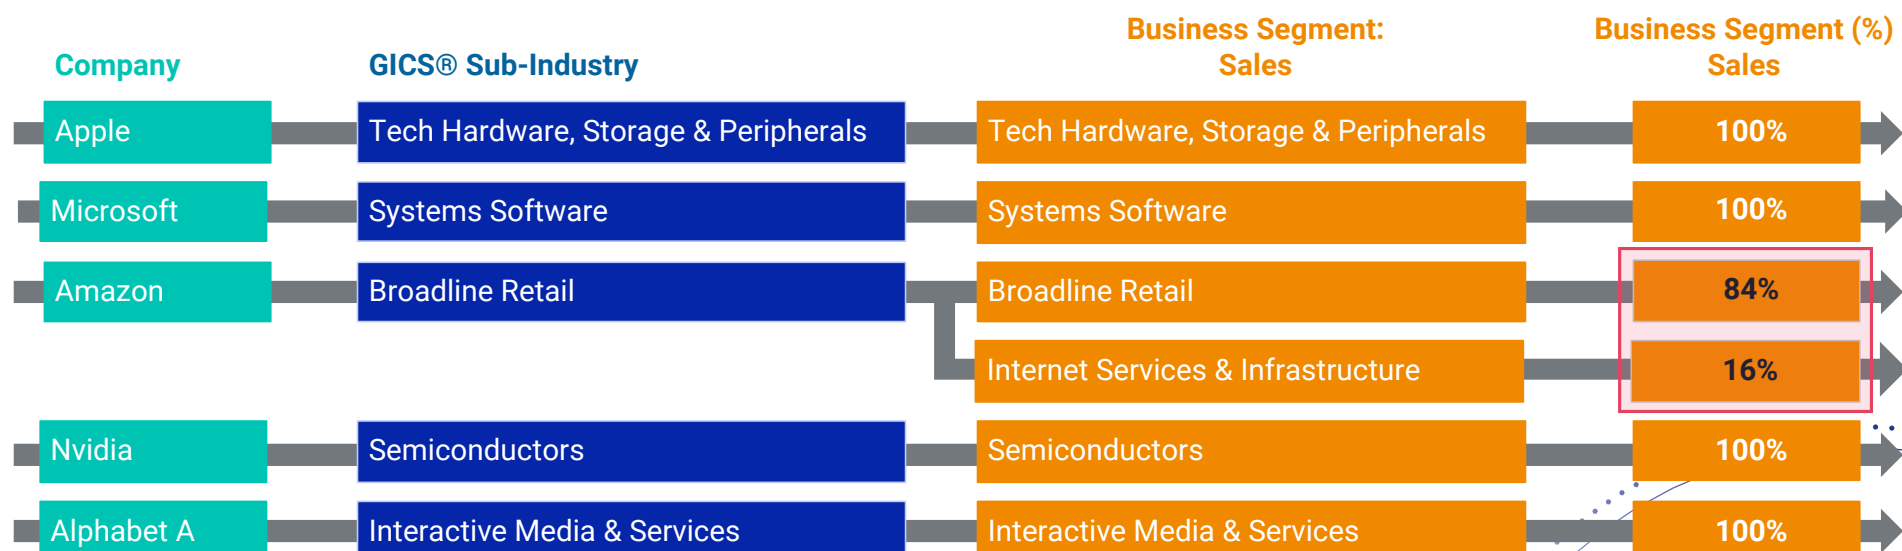 Company
GICS® Sub-Industry
Business Segment:
Sales
Business Segment (%)
Sales
Apple
Tech Hardware, Storage & Peripherals
Tech Hardware, Storage & Peripherals
100%
Microsoft
Systems Software
Systems Software
100%
Amazon
Broadline Retail
Broadline Retail
84%
Internet Services & Infrastructure
16%
Nvidia
Semiconductors
Semiconductors
100%
Alphabet A
Interactive Media & Services
Interactive Media & Services
100%